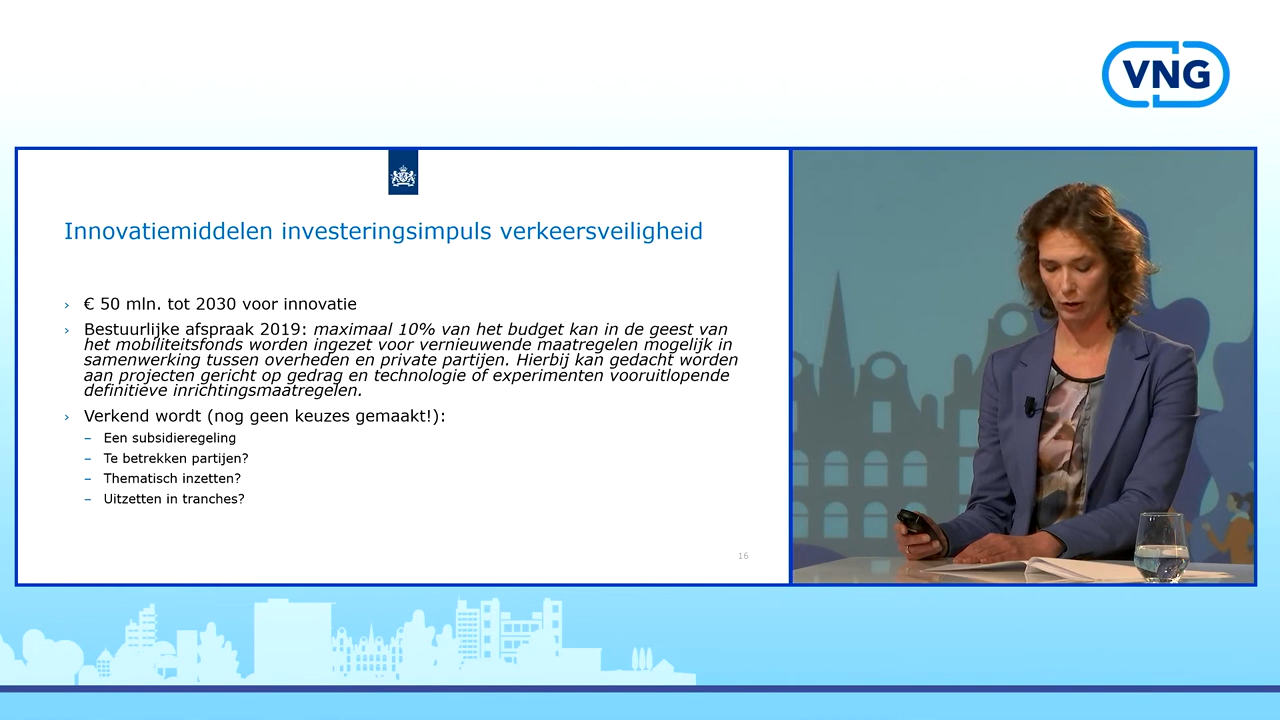 VNG
Innovatiemiddelen investeringsimpuls verkeersveiligheid
› € 50 mln. tot 2030 voor innovatie
› Bestuurlijke afspraak 2019: maximaal 10% van het budget kan in de geest van
het mobiliteitsfonds worden ingezet voor vernieuwende maatregelen mogelijk in
samenwerking tussen overheden en private partijen. Hierbij kan gedacht worden
aan projecten gericht op gedrag en technologie of experimenten vooruitlopende
definitieve inrichtingsmaatregelen.
› Verkend wordt (nog geen keuzes gemaakt!):
– Een subsidieregeling
– Te betrekken partijen?
– Thematisch inzetten?
– Uitzetten in tranches?
16